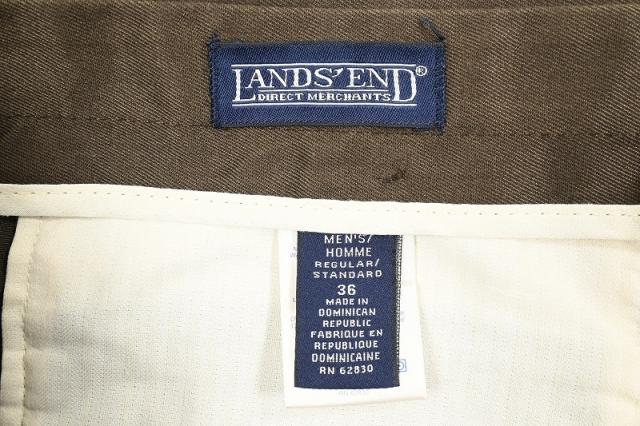 LANDS' END®
DIRECT MERCHANTS
MEN'S/
HOMME
REGULAR/
STANDARD
36
MADE IN
DOMINICAN
REPUBLIC
FABRIQUE EN
REPUBLIQUE
DOMINICAINE
RN 62830